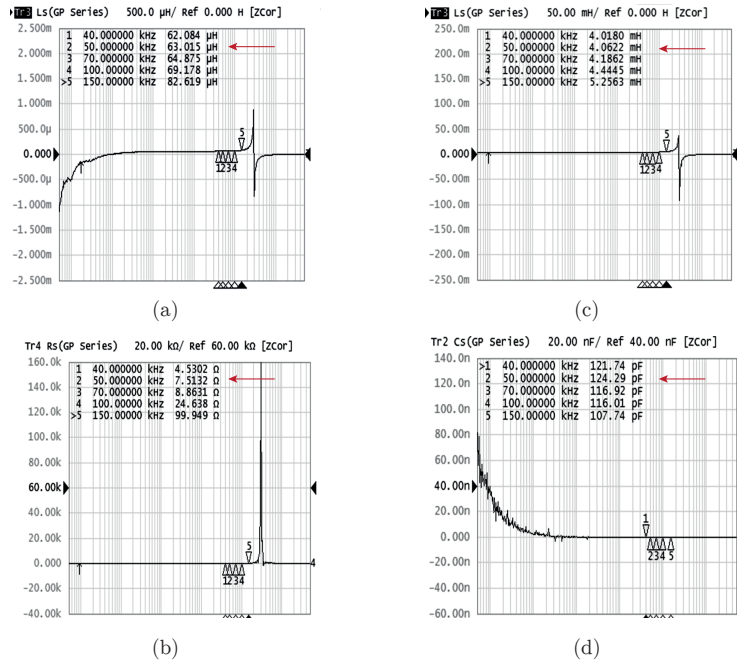 Tr3 Ls(GP Series) 500.0 µH/ Ref 0.000 H [ZCor]
2.500m
2.000m
1.500m
1.000m
500.0µ
0.000
-500.0µ
-1.000m
-1.500m
-2.000m
-2.500m
1 40.000000 kHz 62.084 µH
2 50.000000 kHz 63.015 µH
3 70.000000 kHz 64.875 µH
4 100.00000 kHz 69.178 µH
>5 150.00000 kHz 82.619 µH
5
1234
(a)
Tr3 Ls(GP Series) 50.00 mH/ Ref 0.000 H [ZCor]
250.0m
200.0m
150.0m
100.0m
50.00m
0.000
-50.00m
-100.0m
-150.0m
-200.0m
-250.0m
1 40.000000 kHz 4.0180 mH
2 50.000000 kHz 4.0622 mH
3 70.000000 kHz 4.1862 mH
4 100.00000 kHz 4.4445 mH
>5 150.00000 kHz 5.2563 mH
5
1234
(c)
Tr4 Rs(GP Series) 20.00 kΩ/ Ref 60.00 kΩ [ZCor]
160.0k
140.0k
120.0k
100.0k
80.00k
60.00k
40.00k
20.00k
0.000
-20.00k
-40.00k
1 40.000000 kHz 4.5302 Ω
2 50.000000 kHz 7.5132 Ω
3 70.000000 kHz 8.8631 Ω
4 100.00000 kHz 24.638 Ω
>5 150.00000 kHz 99.949 Ω
5
1234
4
(b)
Tr2 Cs(GP Series) 20.00 nF/ Ref 40.00 nF [ZCor]
140.0n
120.0n
100.0n
80.00n
60.00n
40.00n
20.00n
0.000
-20.00n
-40.00n
-60.00n
>1 40.000000 kHz 121.74 pF
2 50.000000 kHz 124.29 pF
3 70.000000 kHz 116.92 pF
4 100.00000 kHz 116.01 pF
5 150.00000 kHz 107.74 pF
1
234 5
(d)